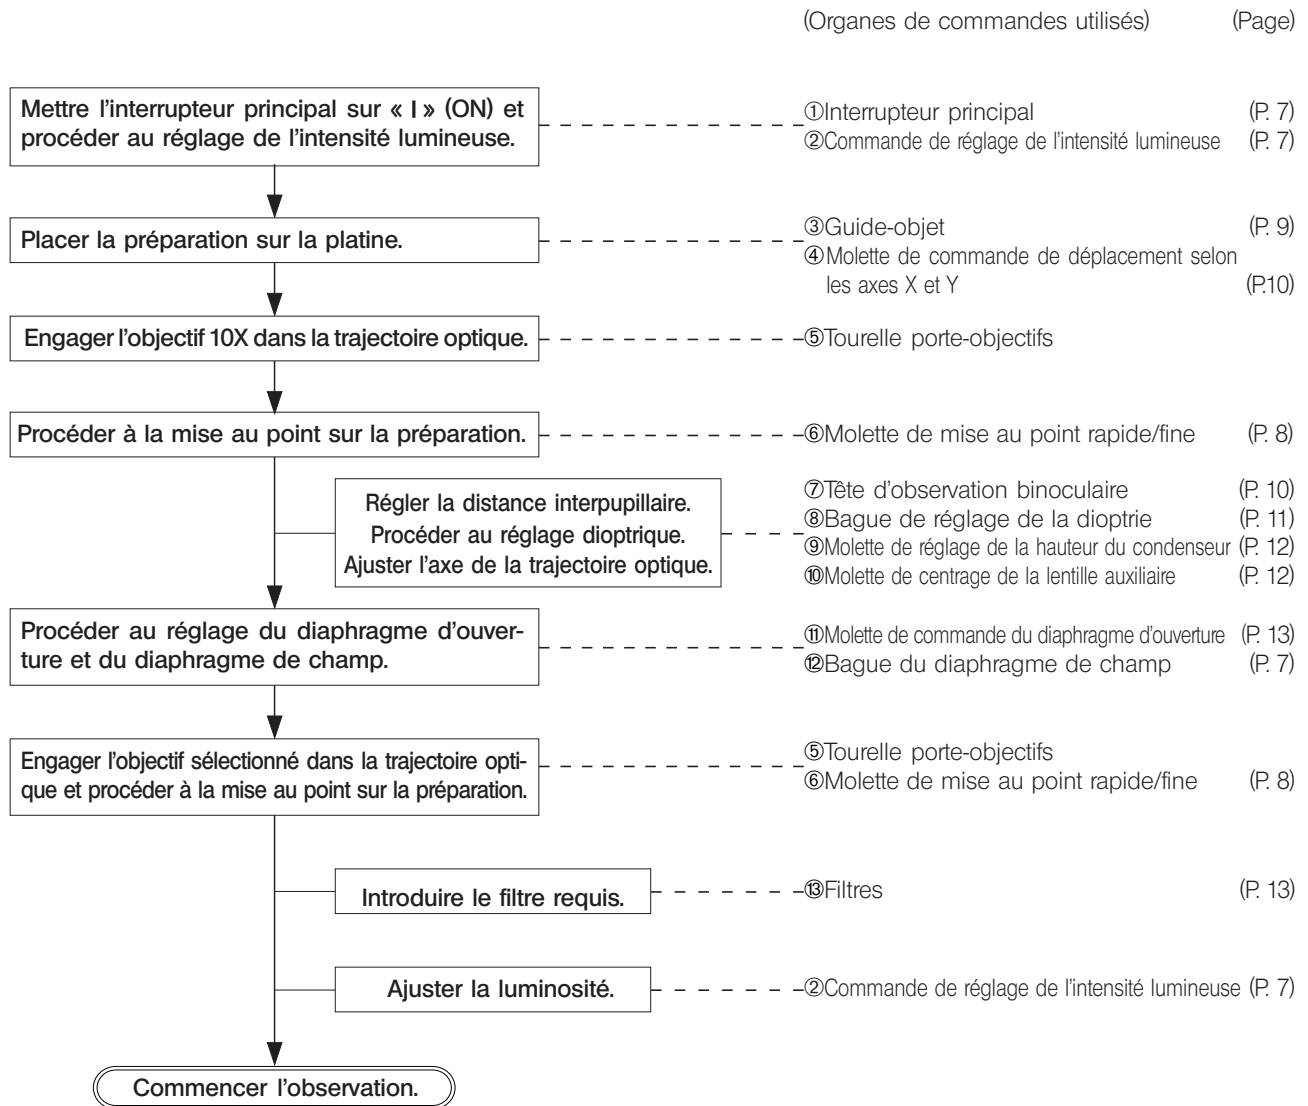 (Organes de commandes utilisés) (Page)
Mettre l'interrupteur principal sur « I » (ON) et
procéder au réglage de l'intensité lumineuse.
①Interrupteur principal (P. 7)
②Commande de réglage de l'intensité lumineuse (P. 7)
Placer la préparation sur la platine.
③Guide-objet (P. 9)
④Molette de commande de déplacement selon
les axes X et Y (P.10)
Engager l'objectif 10X dans la trajectoire optique.
⑤Tourelle porte-objectifs
Procéder à la mise au point sur la préparation.
⑥Molette de mise au point rapide/fine (P. 8)
Régler la distance interpupillaire.
Procéder au réglage dioptrique.
Ajuster l'axe de la trajectoire optique.
⑦Tête d'observation binoculaire (P. 10)
⑧Bague de réglage de la dioptrie (P. 11)
⑨Molette de réglage de la hauteur du condenseur (P. 12)
⑩Molette de centrage de la lentille auxiliaire (P. 12)
Procéder au réglage du diaphragme d'ouver-
ture et du diaphragme de champ.
⑪Molette de commande du diaphragme d'ouverture (P. 13)
⑫Bague du diaphragme de champ (P. 7)
Engager l'objectif sélectionné dans la trajectoire opti-
que et procéder à la mise au point sur la préparation.
⑤Tourelle porte-objectifs
⑥Molette de mise au point rapide/fine (P. 8)
Introduire le filtre requis.
⑬Filtres (P. 13)
Ajuster la luminosité.
②Commande de réglage de l'intensité lumineuse (P. 7)
Commencer l'observation.